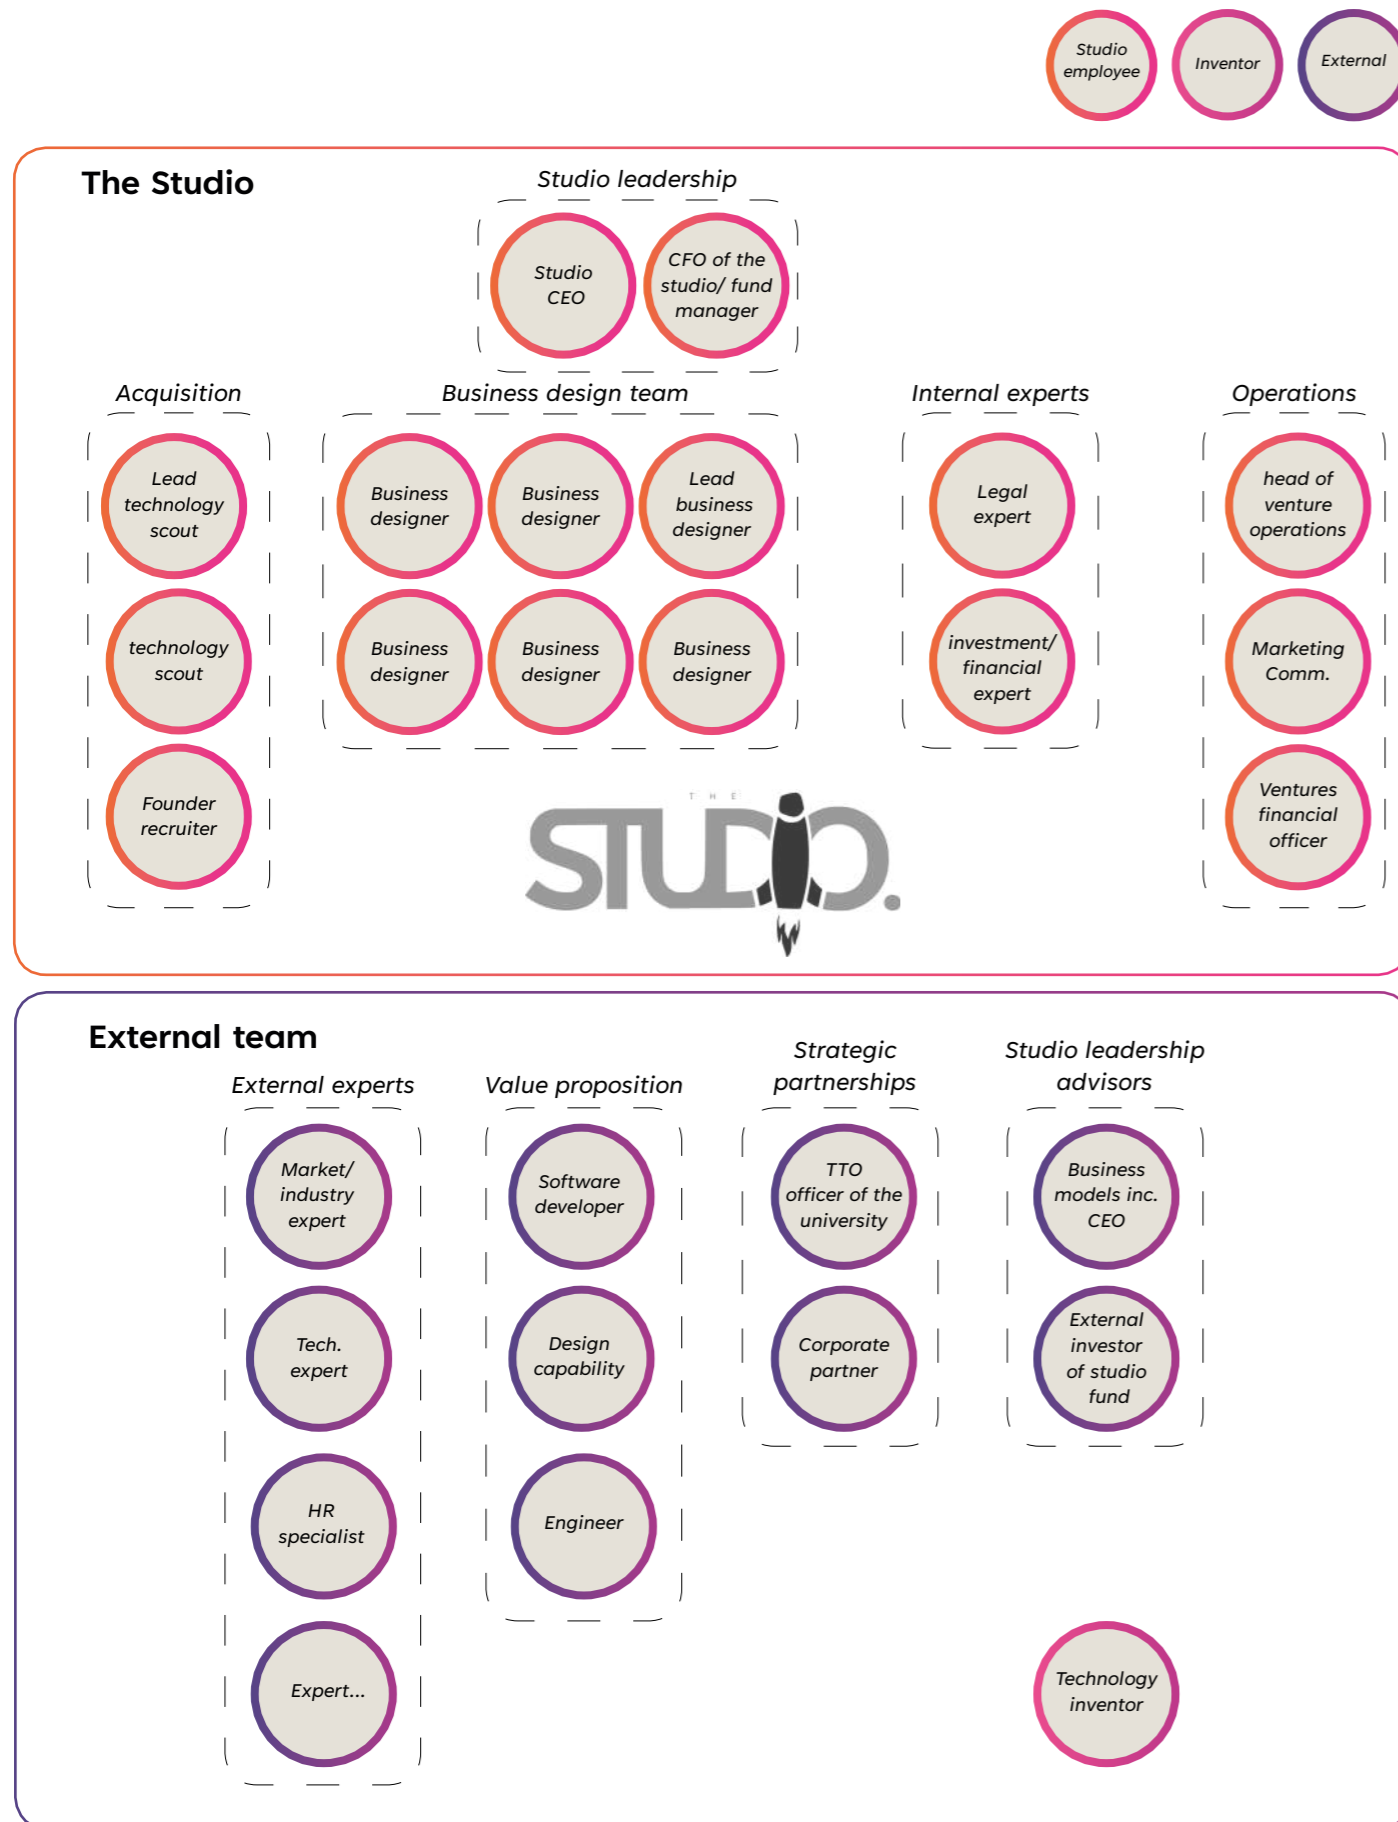 Studio
employee
Inventor
External
The Studio
Studio leadership
Studio
CEO
CFO of the
studio/ fund
manager
Acquisition
Lead
technology
scout
technology
scout
Founder
recruiter
Business design team
Business
designer
Business
designer
Lead
business
designer
Business
designer
Business
designer
Business
designer
Internal experts
Legal
expert
investment/
financial
expert
Operations
head of
venture
operations
Marketing
Comm.
Ventures
financial
officer
THE
STUDIO.
External team
External experts
Market/
industry
expert
Tech.
expert
HR
specialist
Expert...
Value proposition
Software
developer
Design
capability
Engineer
Strategic
partnerships
TTO
officer of the
university
Corporate
partner
Studio leadership
advisors
Business
models inc.
CEO
External
investor
of studio
fund
Technology
inventor